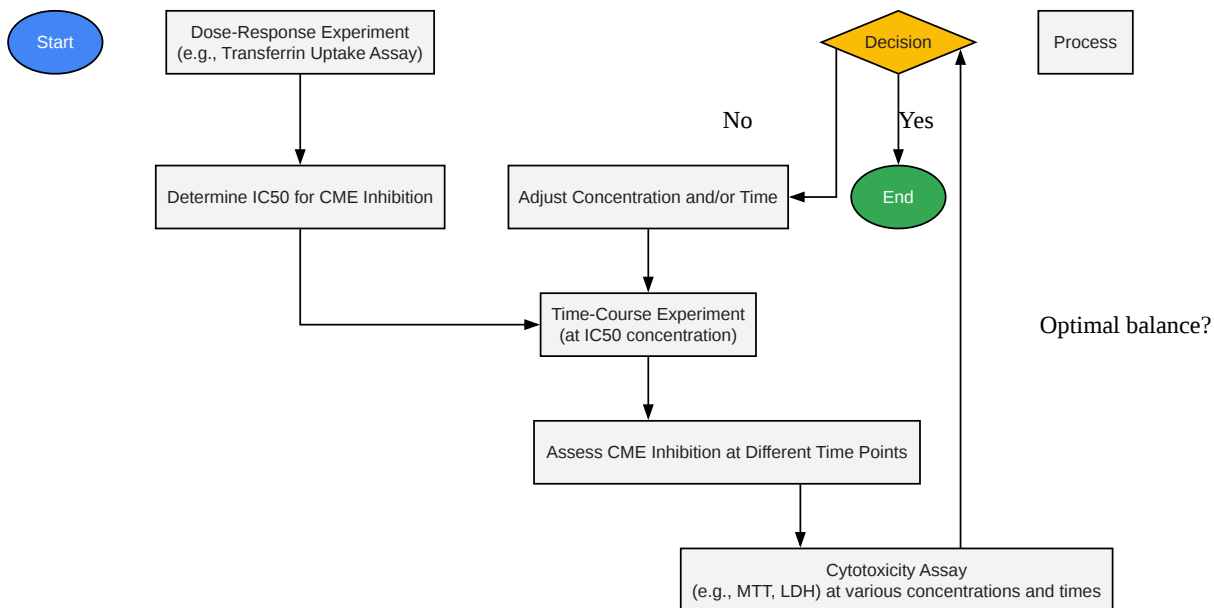 Start
Dose-Response Experiment
(e.g., Transferrin Uptake Assay)
Decision
Process
No
Yes
Determine IC50 for CME Inhibition
Adjust Concentration and/or Time
End
Time-Course Experiment
(at IC50 concentration)
Optimal balance?
Assess CME Inhibition at Different Time Points
Cytotoxicity Assay
(e.g., MTT, LDH) at various concentrations and times